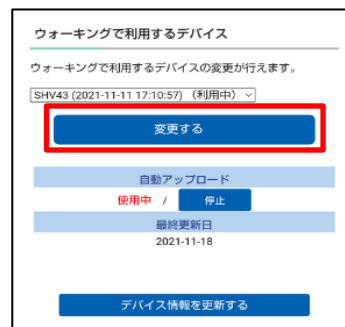 ウォーキングで利用するデバイス
ウォーキングで利用するデバイスの変更が行えます。
SHV43 (2021-11-11 17:10:57) （利用中）
変更する
自動アップロード
使用中 / 停止
最終更新日
2021-11-18
デバイス情報を更新する